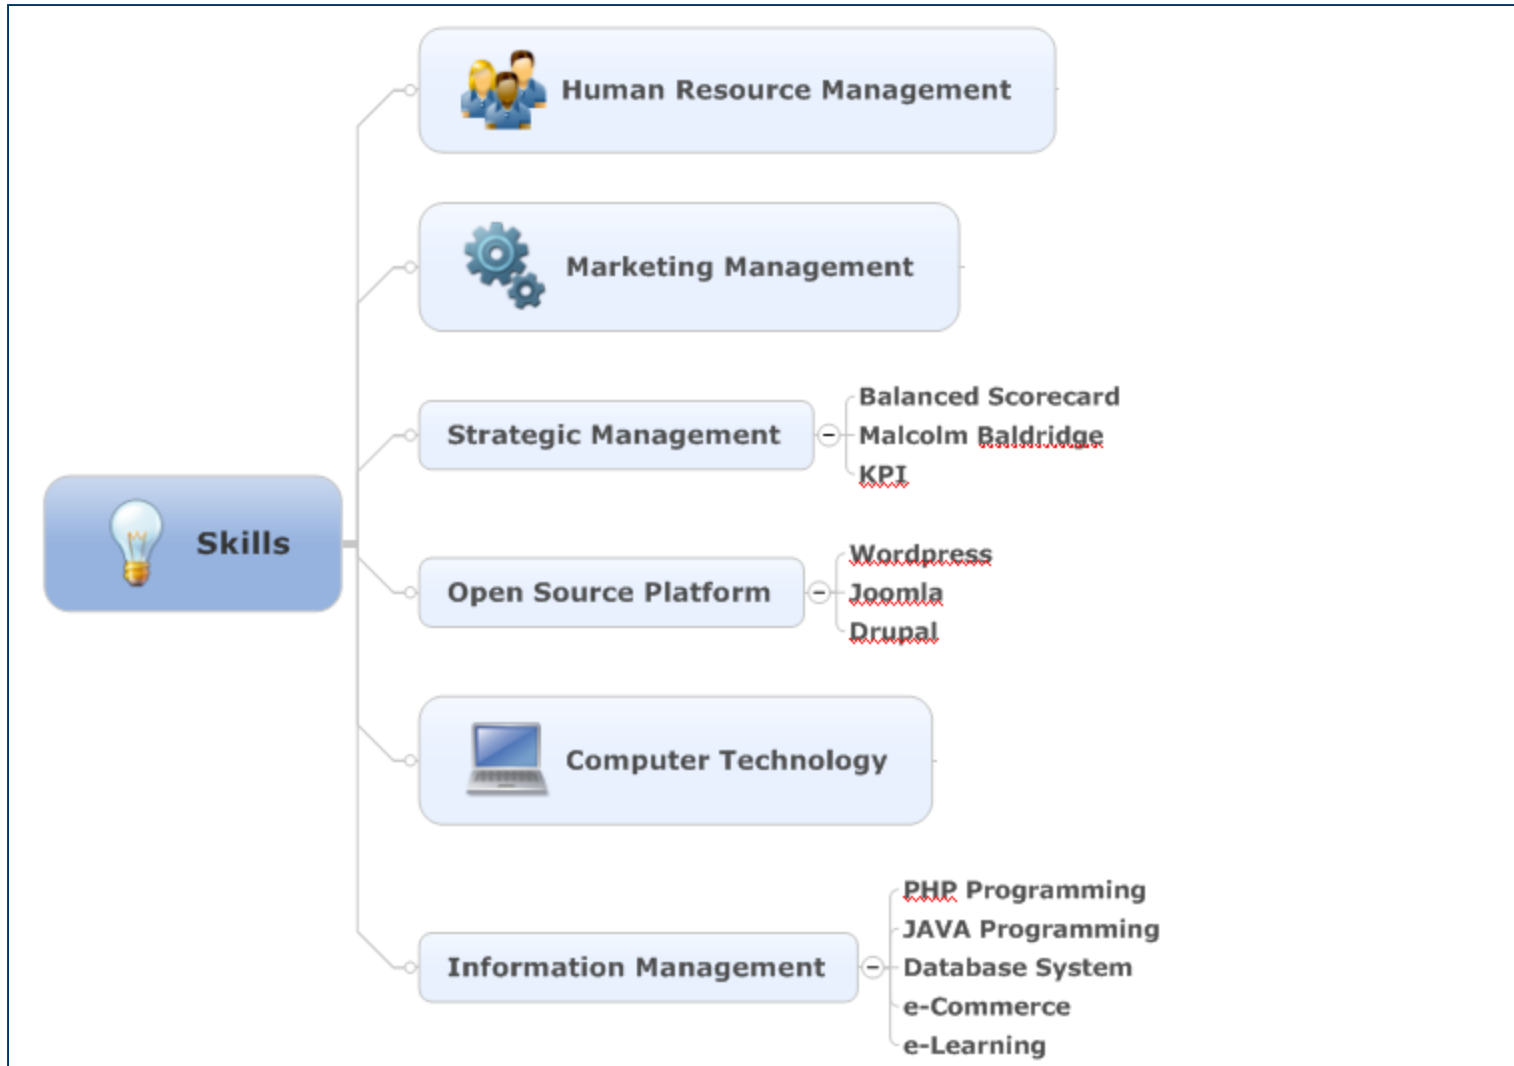 Human Resource Management
Marketing Management
Strategic Management
Balanced Scorecard
Malcolm Baldridge
KPI
Skills
Open Source Platform
Wordpress
Joomla
Drupal
Computer Technology
Information Management
PHP Programming
JAVA Programming
Database System
e-Commerce
e-Learning